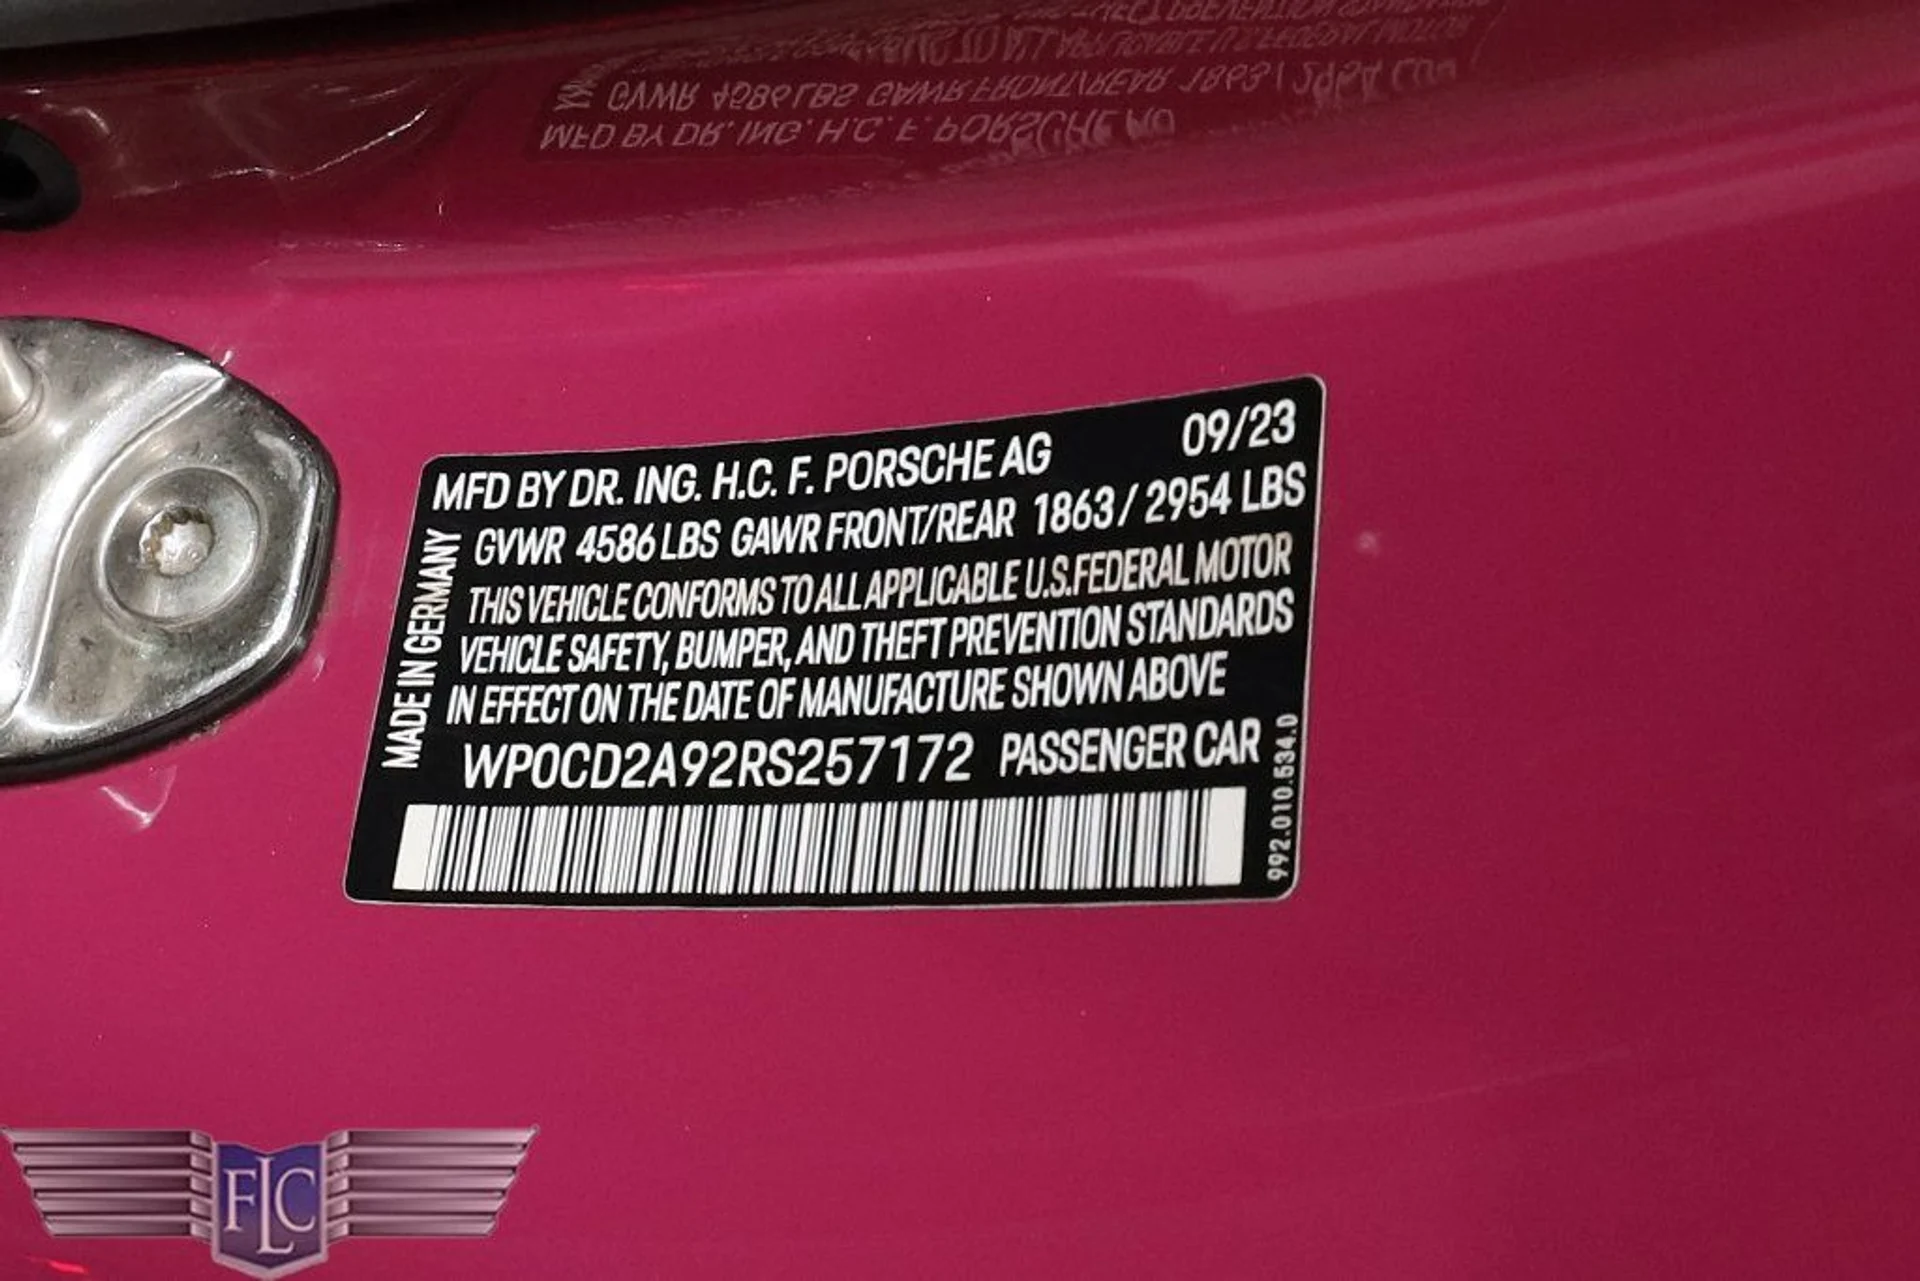 MFD BY DR. ING. H.C. F. PORSCHE AG 09/23
GVWR 4586 LBS GAWR FRONT/REAR 1863 / 2954 LBS
THIS VEHICLE CONFORMS TO ALL APPLICABLE U.S.FEDERAL MOTOR
VEHICLE SAFETY, BUMPER, AND THEFT PREVENTION STANDARDS
IN EFFECT ON THE DATE OF MANUFACTURE SHOWN ABOVE
WP0CD2A92RS257172 PASSENGER CAR
MADE IN GERMANY
992.010.534.0
FLC